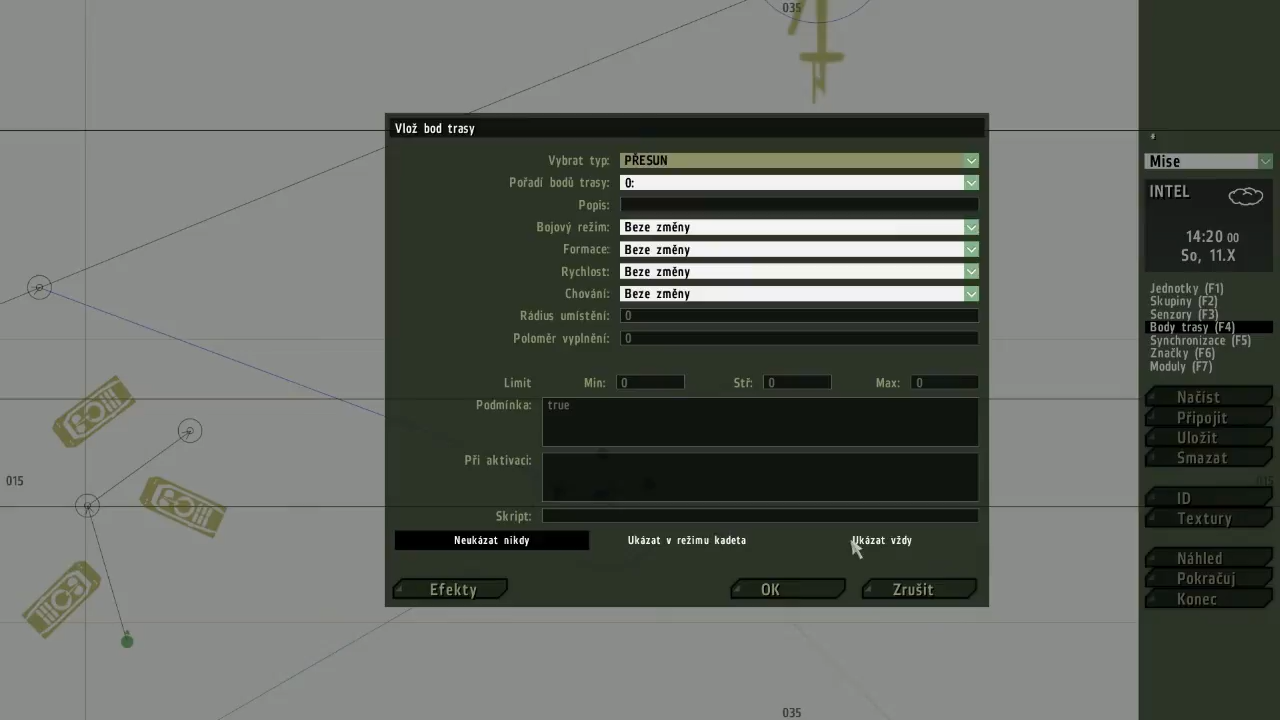 035
Vlož bod trasy
Vybrat typ: PŘESUN
Pořadí bodů trasy: 0:
Popis:
Bojový režim: Beze změny
Formace: Beze změny
Rychlost: Beze změny
Chování: Beze změny
Rádius umístění: 0
Poloměr vyplnění: 0
Limit Min: 0 Stř: 0 Max: 0
Podmínka: true
Při aktivaci:
Skript:
Neukázat nikdy Ukázat v režimu kadeta Ukázat vždy
Efekty OK Zrušit
Mise
INTEL
14:20 00
So, 11.X
Jednotky (F1)
Skupiny (F2)
Senzory (F3)
Body trasy (F4)
Synchronizace (F5)
Značky (F6)
Moduly (F7)
Načíst
Připojit
Uložit
Smazat
ID
Textury
Náhled
Pokračuj
Konec
015
015
035